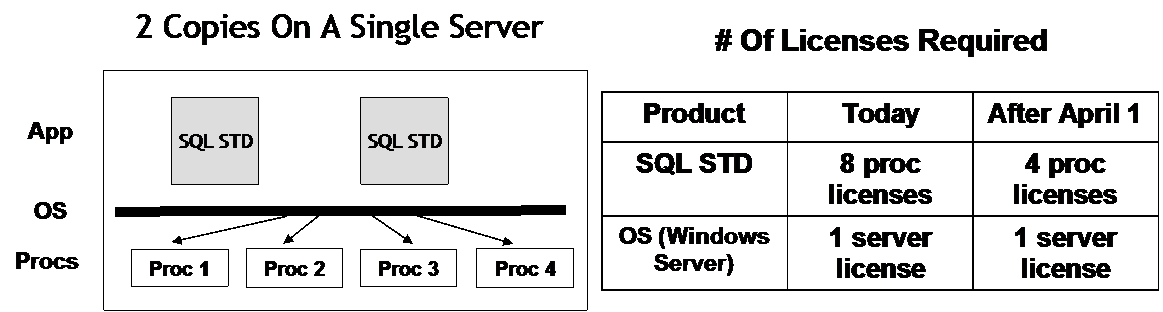 2 Copies On A Single Server
App
SQL STD
SQL STD
OS
Procs
Proc 1
Proc 2
Proc 3
Proc 4
# Of Licenses Required
Product
Today
After April 1
SQL STD
8 proc
licenses
4 proc
licenses
OS (Windows
Server)
1 server
license
1 server
license